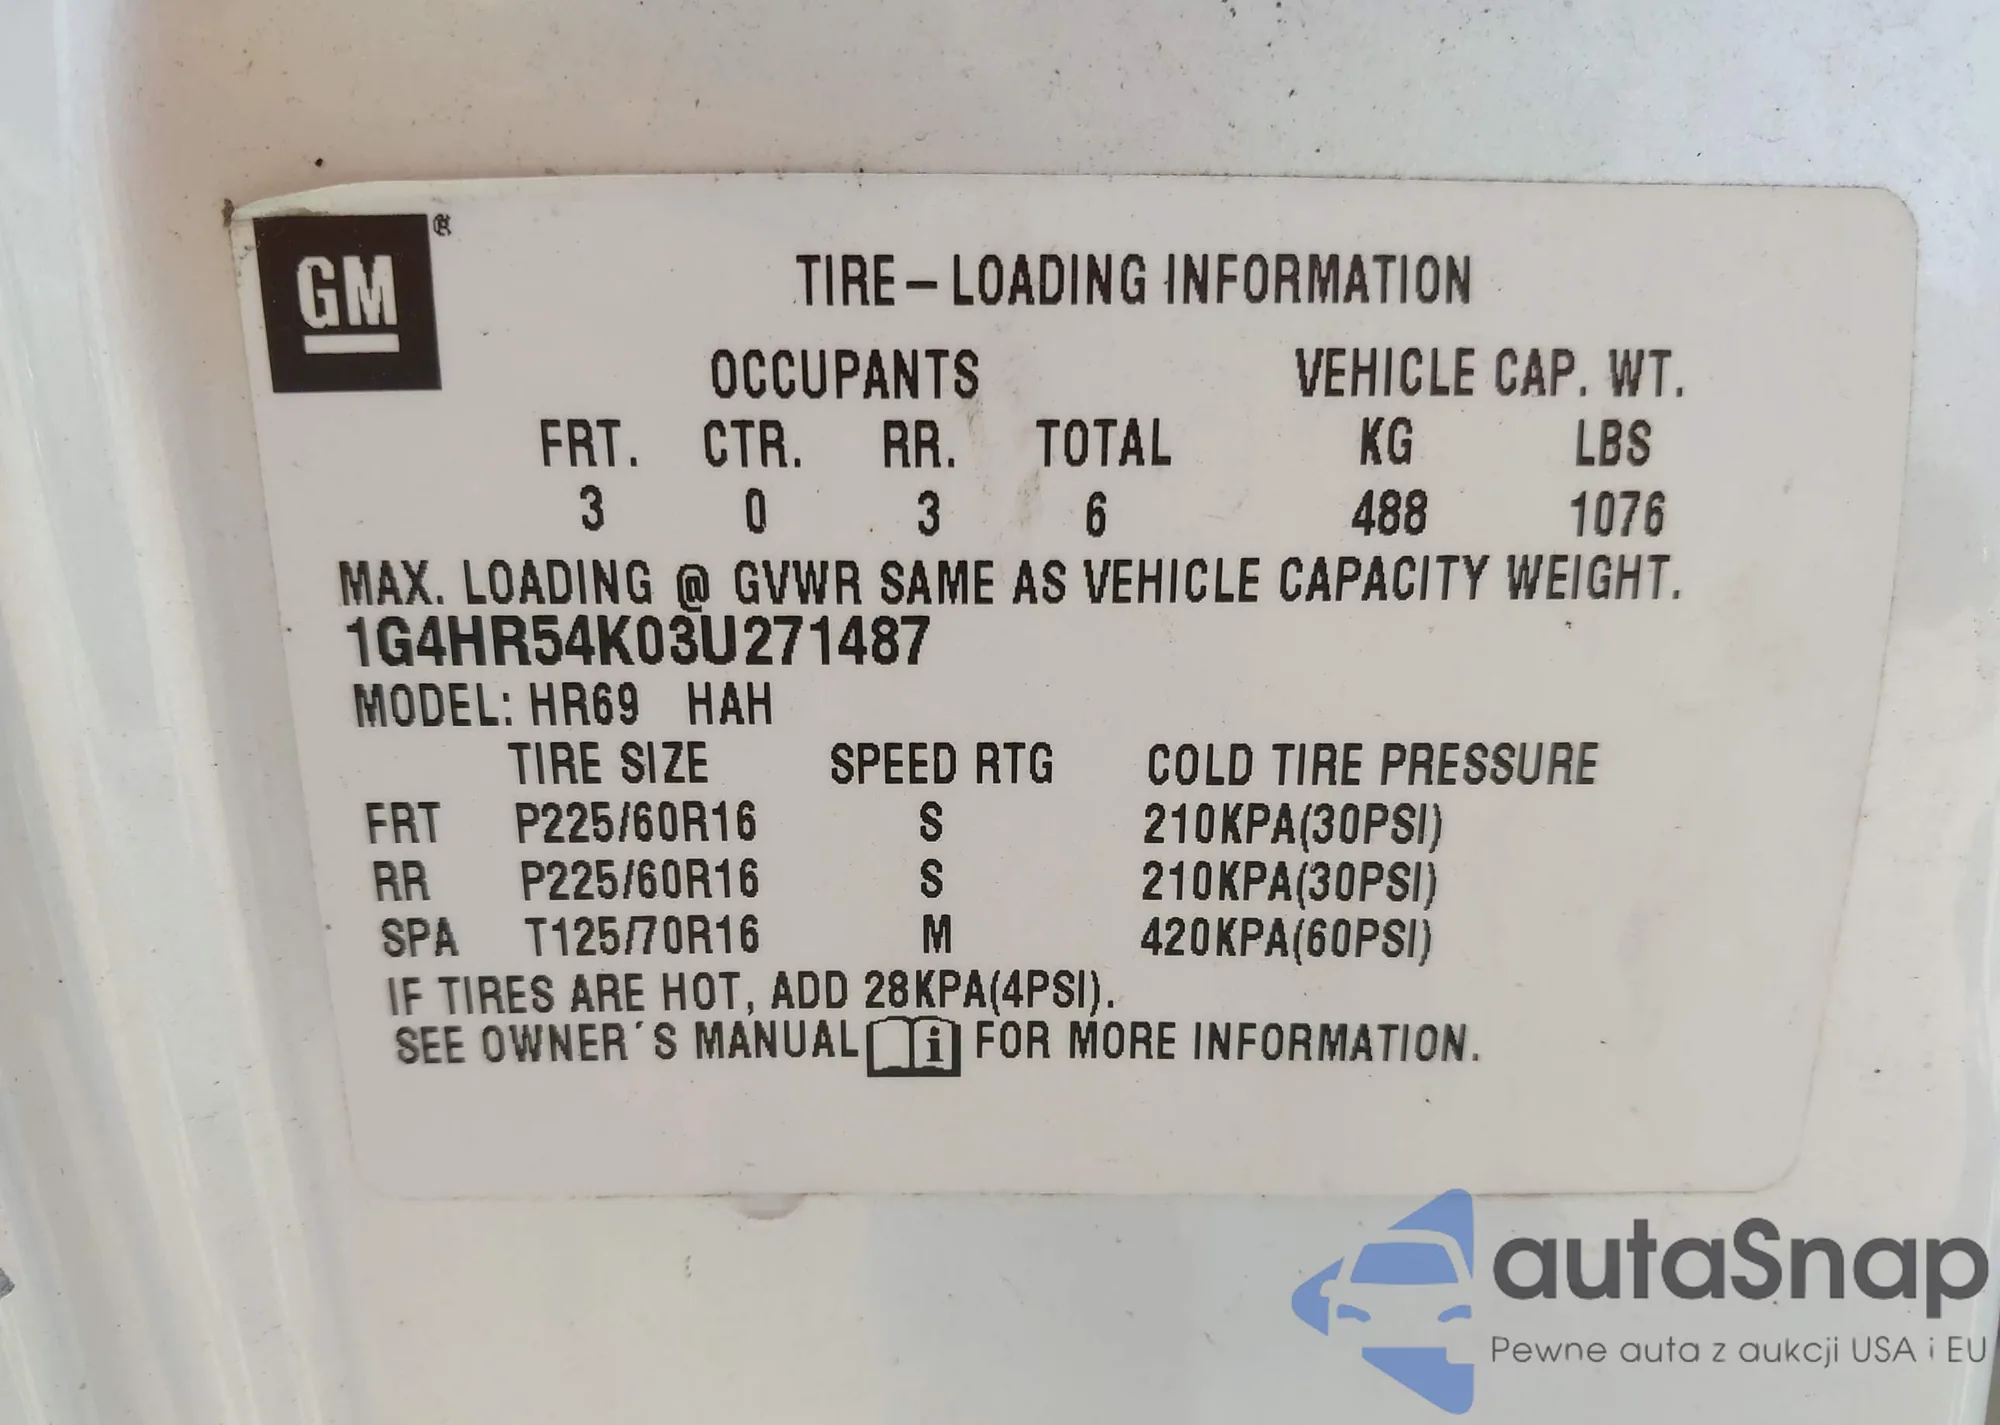 GM ®
TIRE – LOADING INFORMATION
OCCUPANTS VEHICLE CAP. WT.
FRT. CTR. RR. TOTAL KG LBS
3 0 3 6 488 1076
MAX. LOADING @ GVWR SAME AS VEHICLE CAPACITY WEIGHT.
1G4HR54K03U271487
MODEL: HR69 HAH
TIRE SIZE SPEED RTG COLD TIRE PRESSURE
FRT P225/60R16 S 210KPA(30PSI)
RR P225/60R16 S 210KPA(30PSI)
SPA T125/70R16 M 420KPA(60PSI)
IF TIRES ARE HOT, ADD 28KPA(4PSI).
SEE OWNER´S MANUAL i FOR MORE INFORMATION.
autaSnap
Pewne auta z aukcji USA i EU